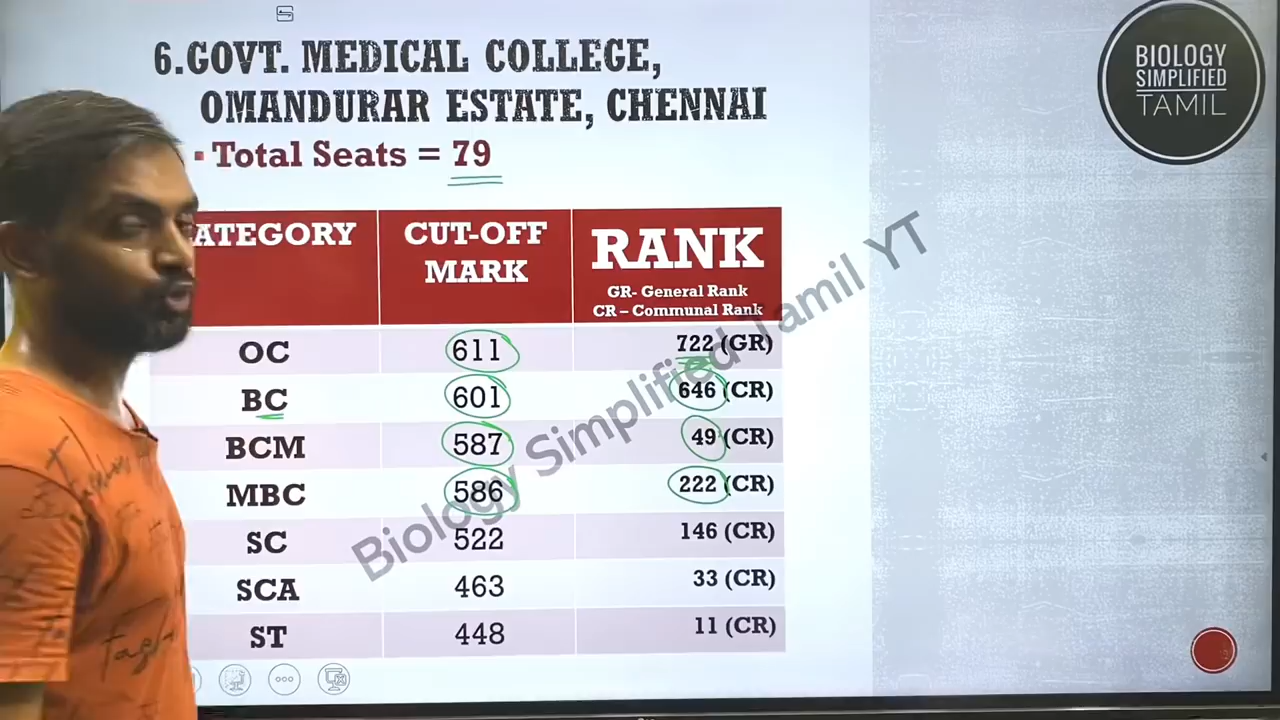 6.GOVT. MEDICAL COLLEGE,
OMANDURAR ESTATE, CHENNAI
▪ Total Seats = 79
ATEGORY CUT-OFF MARK RANK
GR- General Rank
CR – Communal Rank
OC 611 722 (GR)
BC 601 646 (CR)
BCM 587 49 (CR)
MBC 586 222 (CR)
SC 522 146 (CR)
SCA 463 33 (CR)
ST 448 11 (CR)
Biology Simplified Tamil YT
BIOLOGY
SIMPLIFIED
TAMIL